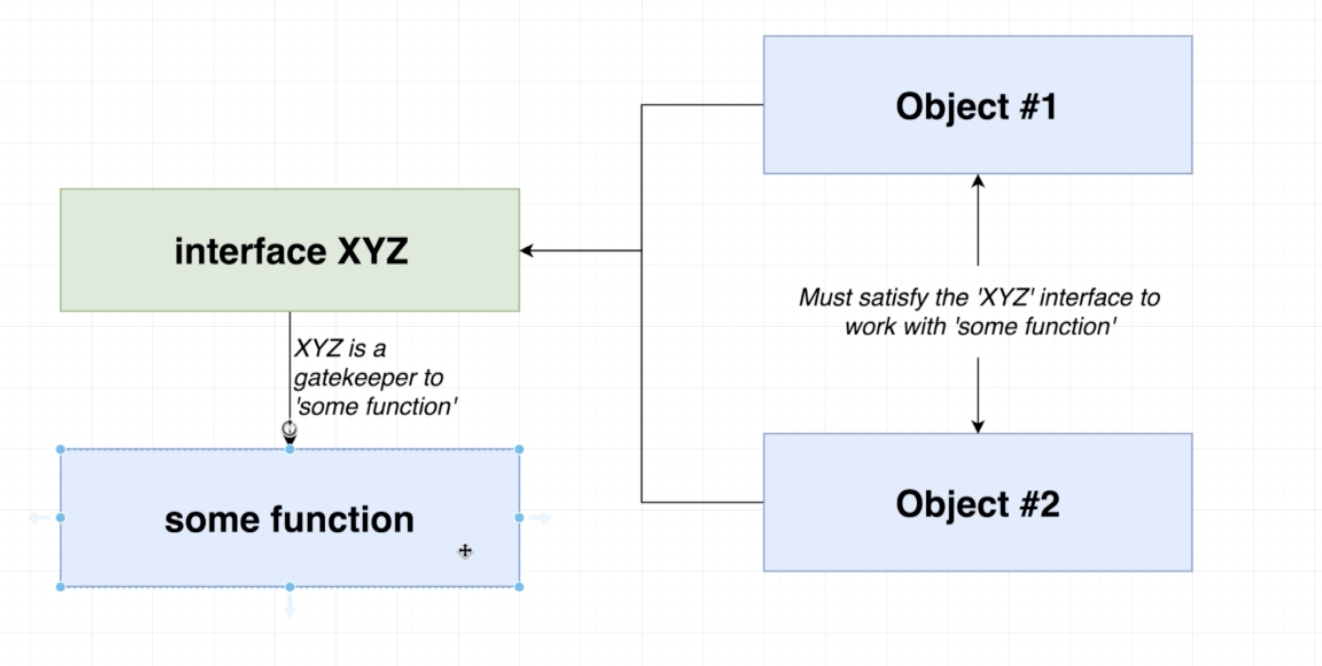 Object #1
interface XYZ
Must satisfy the 'XYZ' interface to
work with 'some function'
XYZ is a
gatekeeper to
'some function'
some function
Object #2